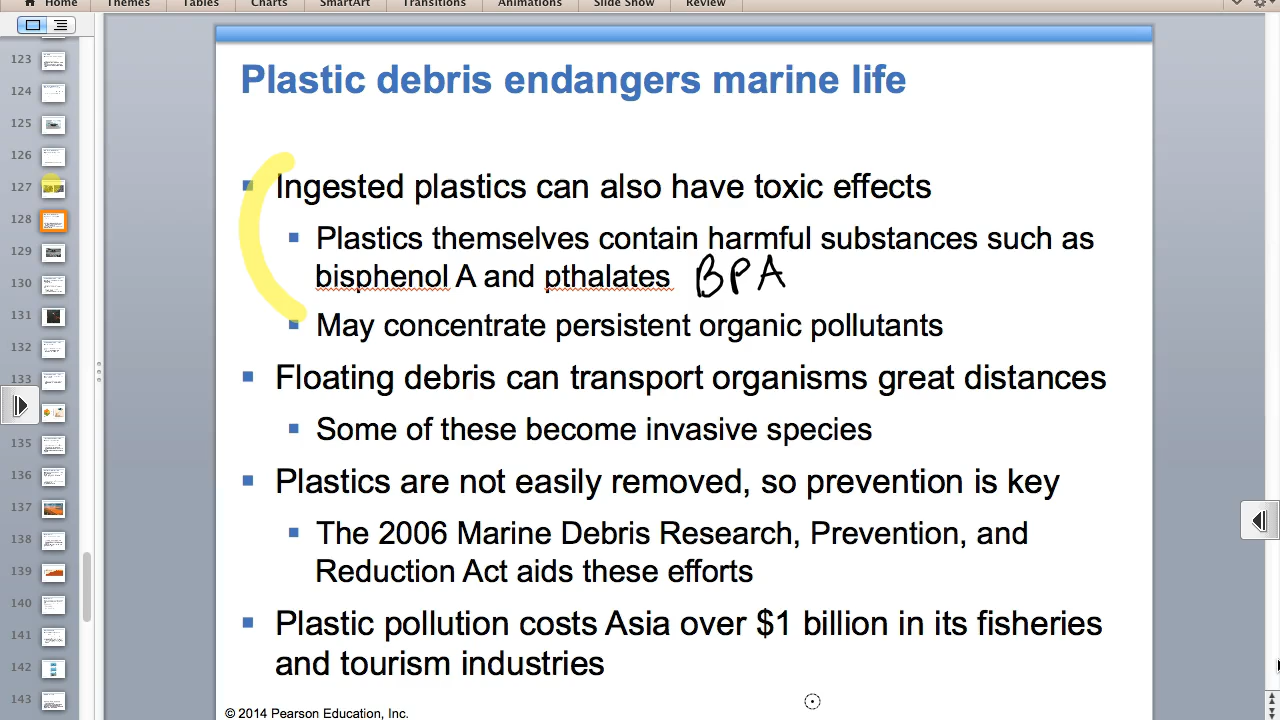 Home Themes Tables Charts SmartArt Transitions Animations Slide Show Review
123
124
125
126
127
128
129
130
131
132
133
135
136
137
138
139
140
141
142
143
Plastic debris endangers marine life
Ingested plastics can also have toxic effects
Plastics themselves contain harmful substances such as
bisphenol A and pthalates BPA
May concentrate persistent organic pollutants
Floating debris can transport organisms great distances
Some of these become invasive species
Plastics are not easily removed, so prevention is key
The 2006 Marine Debris Research, Prevention, and
Reduction Act aids these efforts
Plastic pollution costs Asia over $1 billion in its fisheries
and tourism industries
© 2014 Pearson Education, Inc.